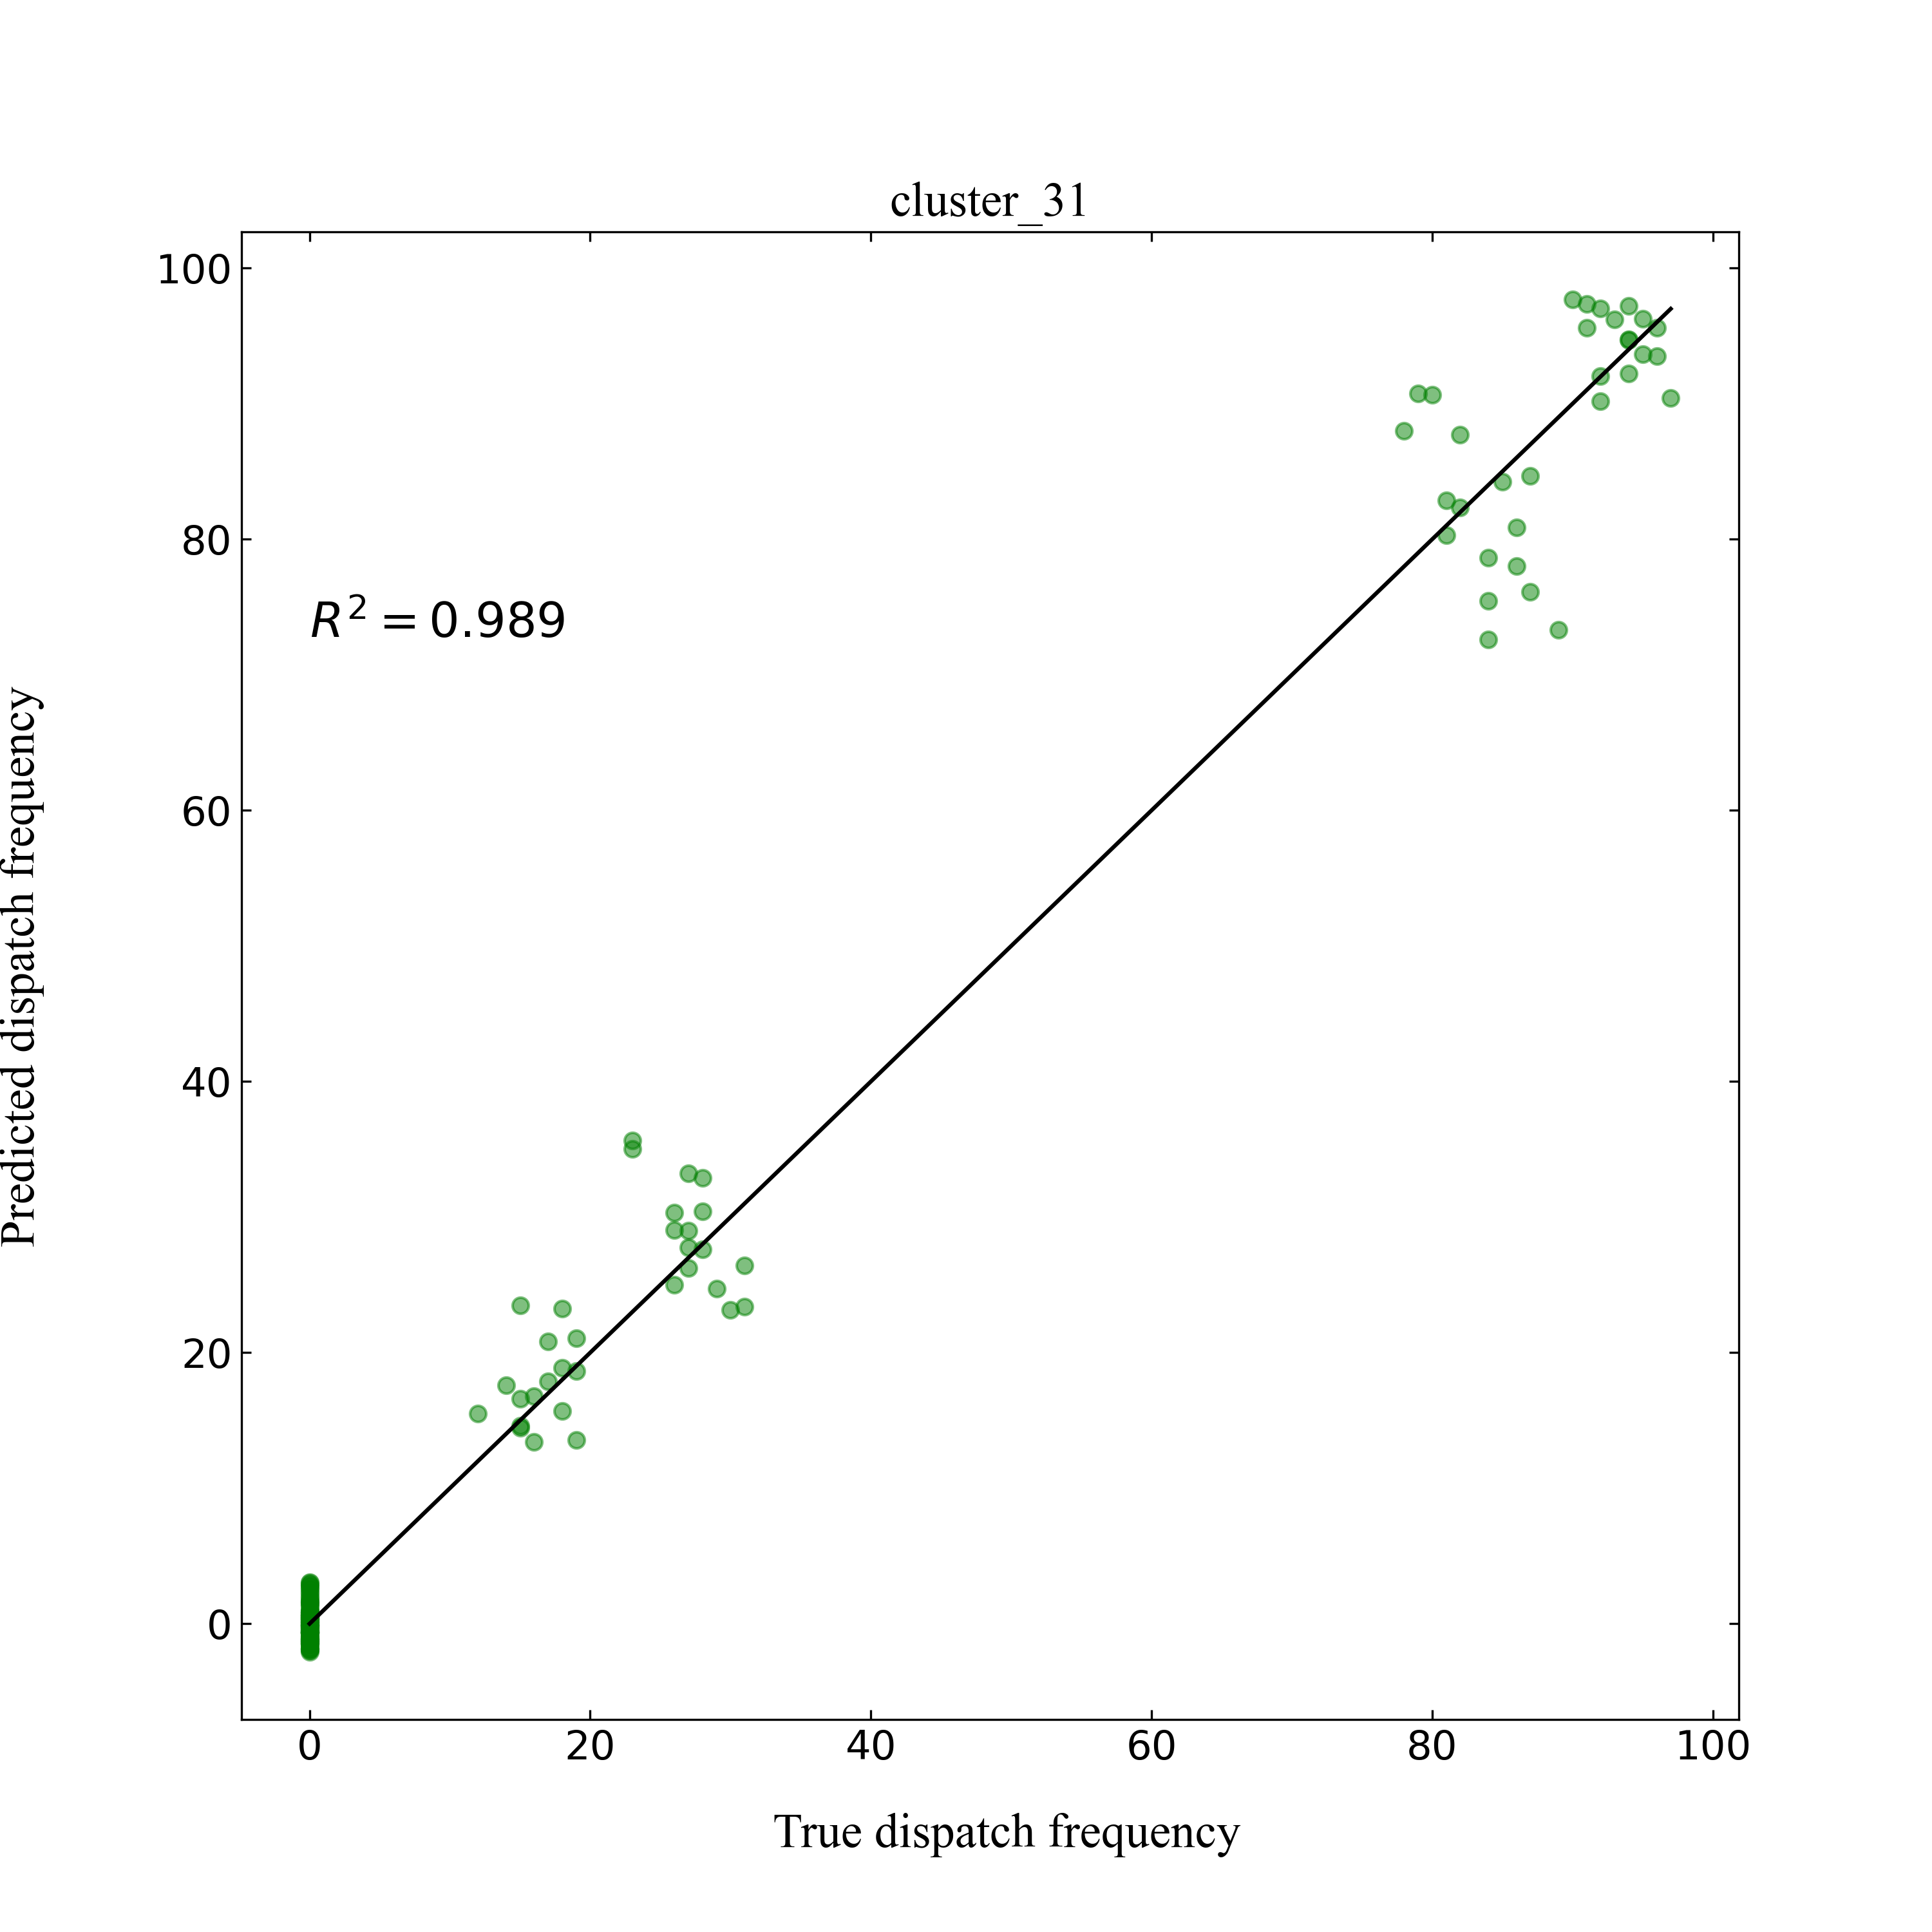 cluster_31
100
80
60
40
20
0
R² = 0.989
Predicted dispatch frequency
0 20 40 60 80 100
True dispatch frequency